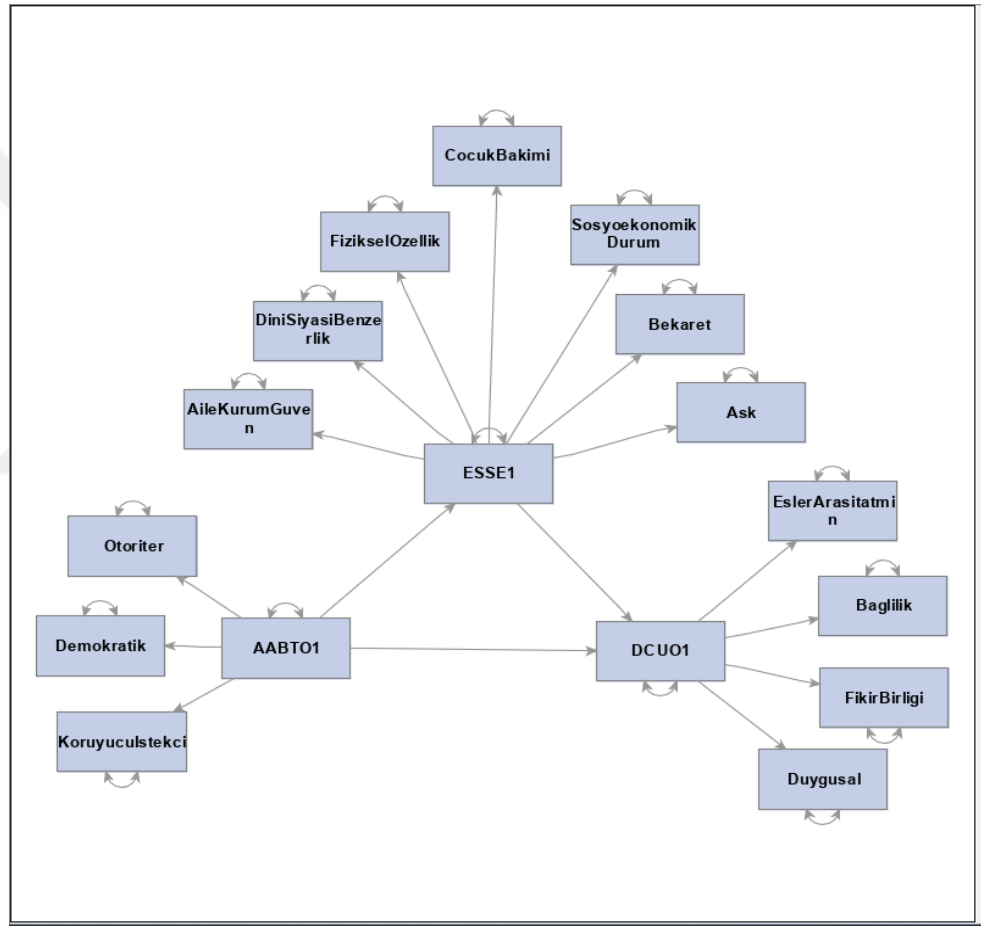 CocukBakimi
FizikselOzellik
Sosyoekonomik
Durum
DiniSiyasiBenze
rlik
Bekaret
AileKurumGuve
n
Ask
ESSE1
EslerArasitatmi
n
Otoriter
Baglilik
Demokratik
AABTO1
DCUO1
FikirBirligi
KoruyucuIstekci
Duygusal